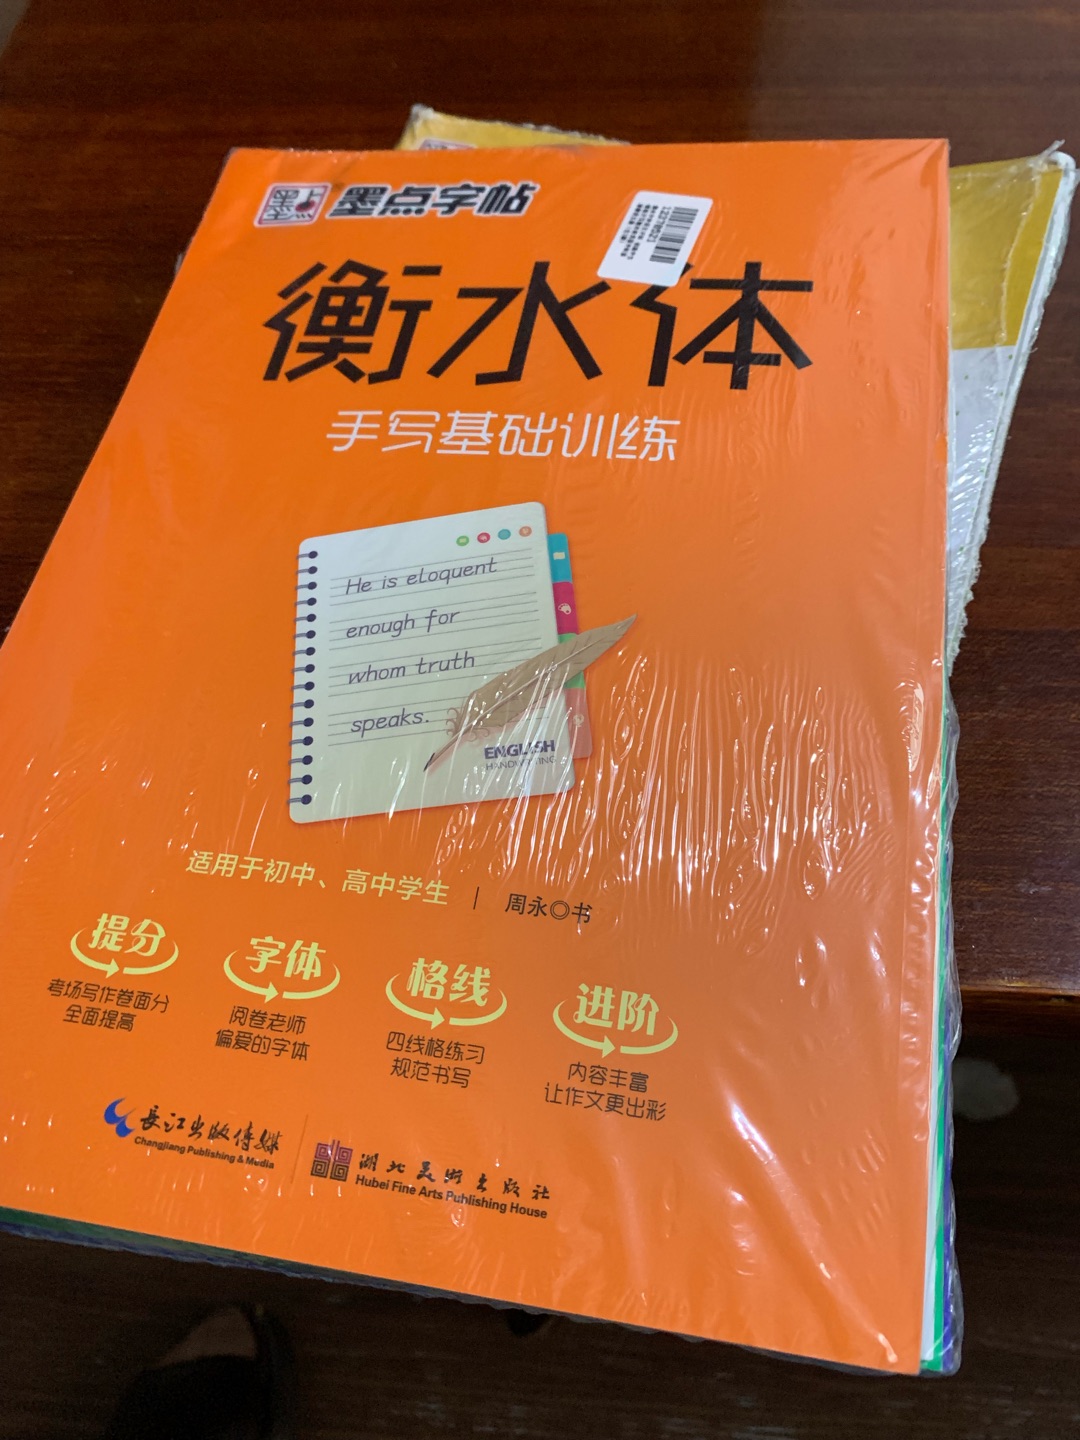 墨点字帖
衡水体
手写基础训练
He is eloquent
enough for
whom truth
speaks.
ENGLISH
HANDWRITING
适用于初中、高中学生
周永◎书
提分
考场写作卷面分
全面提高
字体
阅卷老师
偏爱的字体
格线
四线格练习
规范书写
进阶
内容丰富
让作文更出彩
長江出版傳媒
Changjiang Publishing & Media
湖北美術出版社
Hubei Fine Arts Publishing House